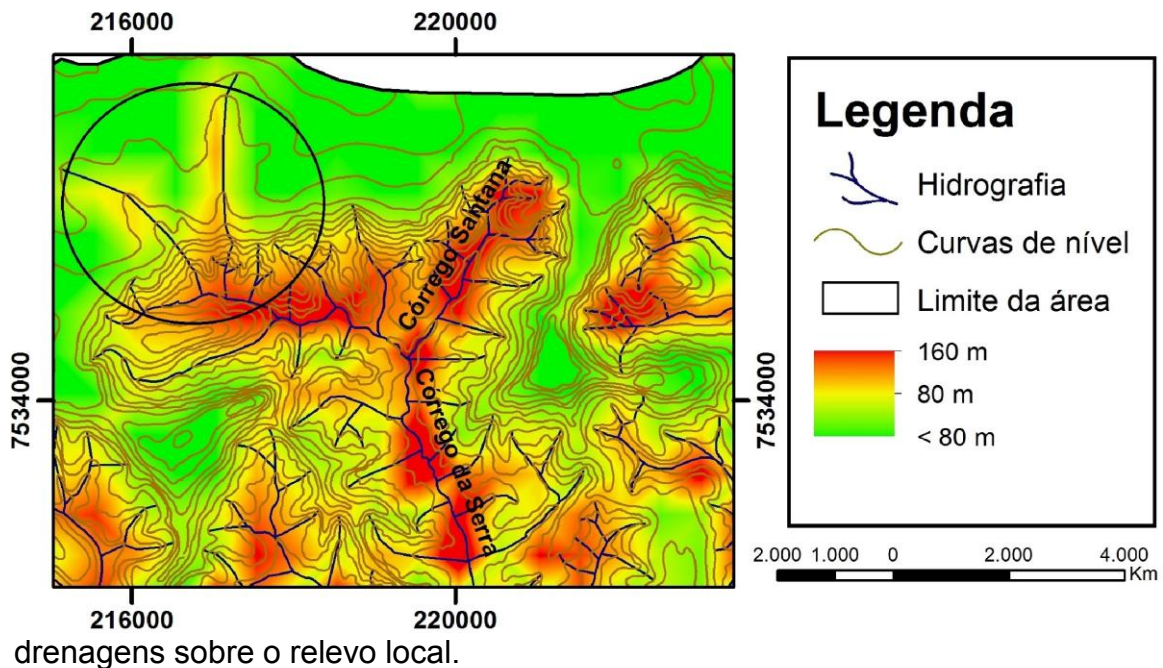 216000 220000
7534000
Córrego Santana
Córrego da Serra
7534000
216000 220000
Legenda
Hidrografia
Curvas de nível
Limite da área
160 m
80 m
< 80 m
2.000 1.000 0 2.000 4.000
Km
drenagens sobre o relevo local.